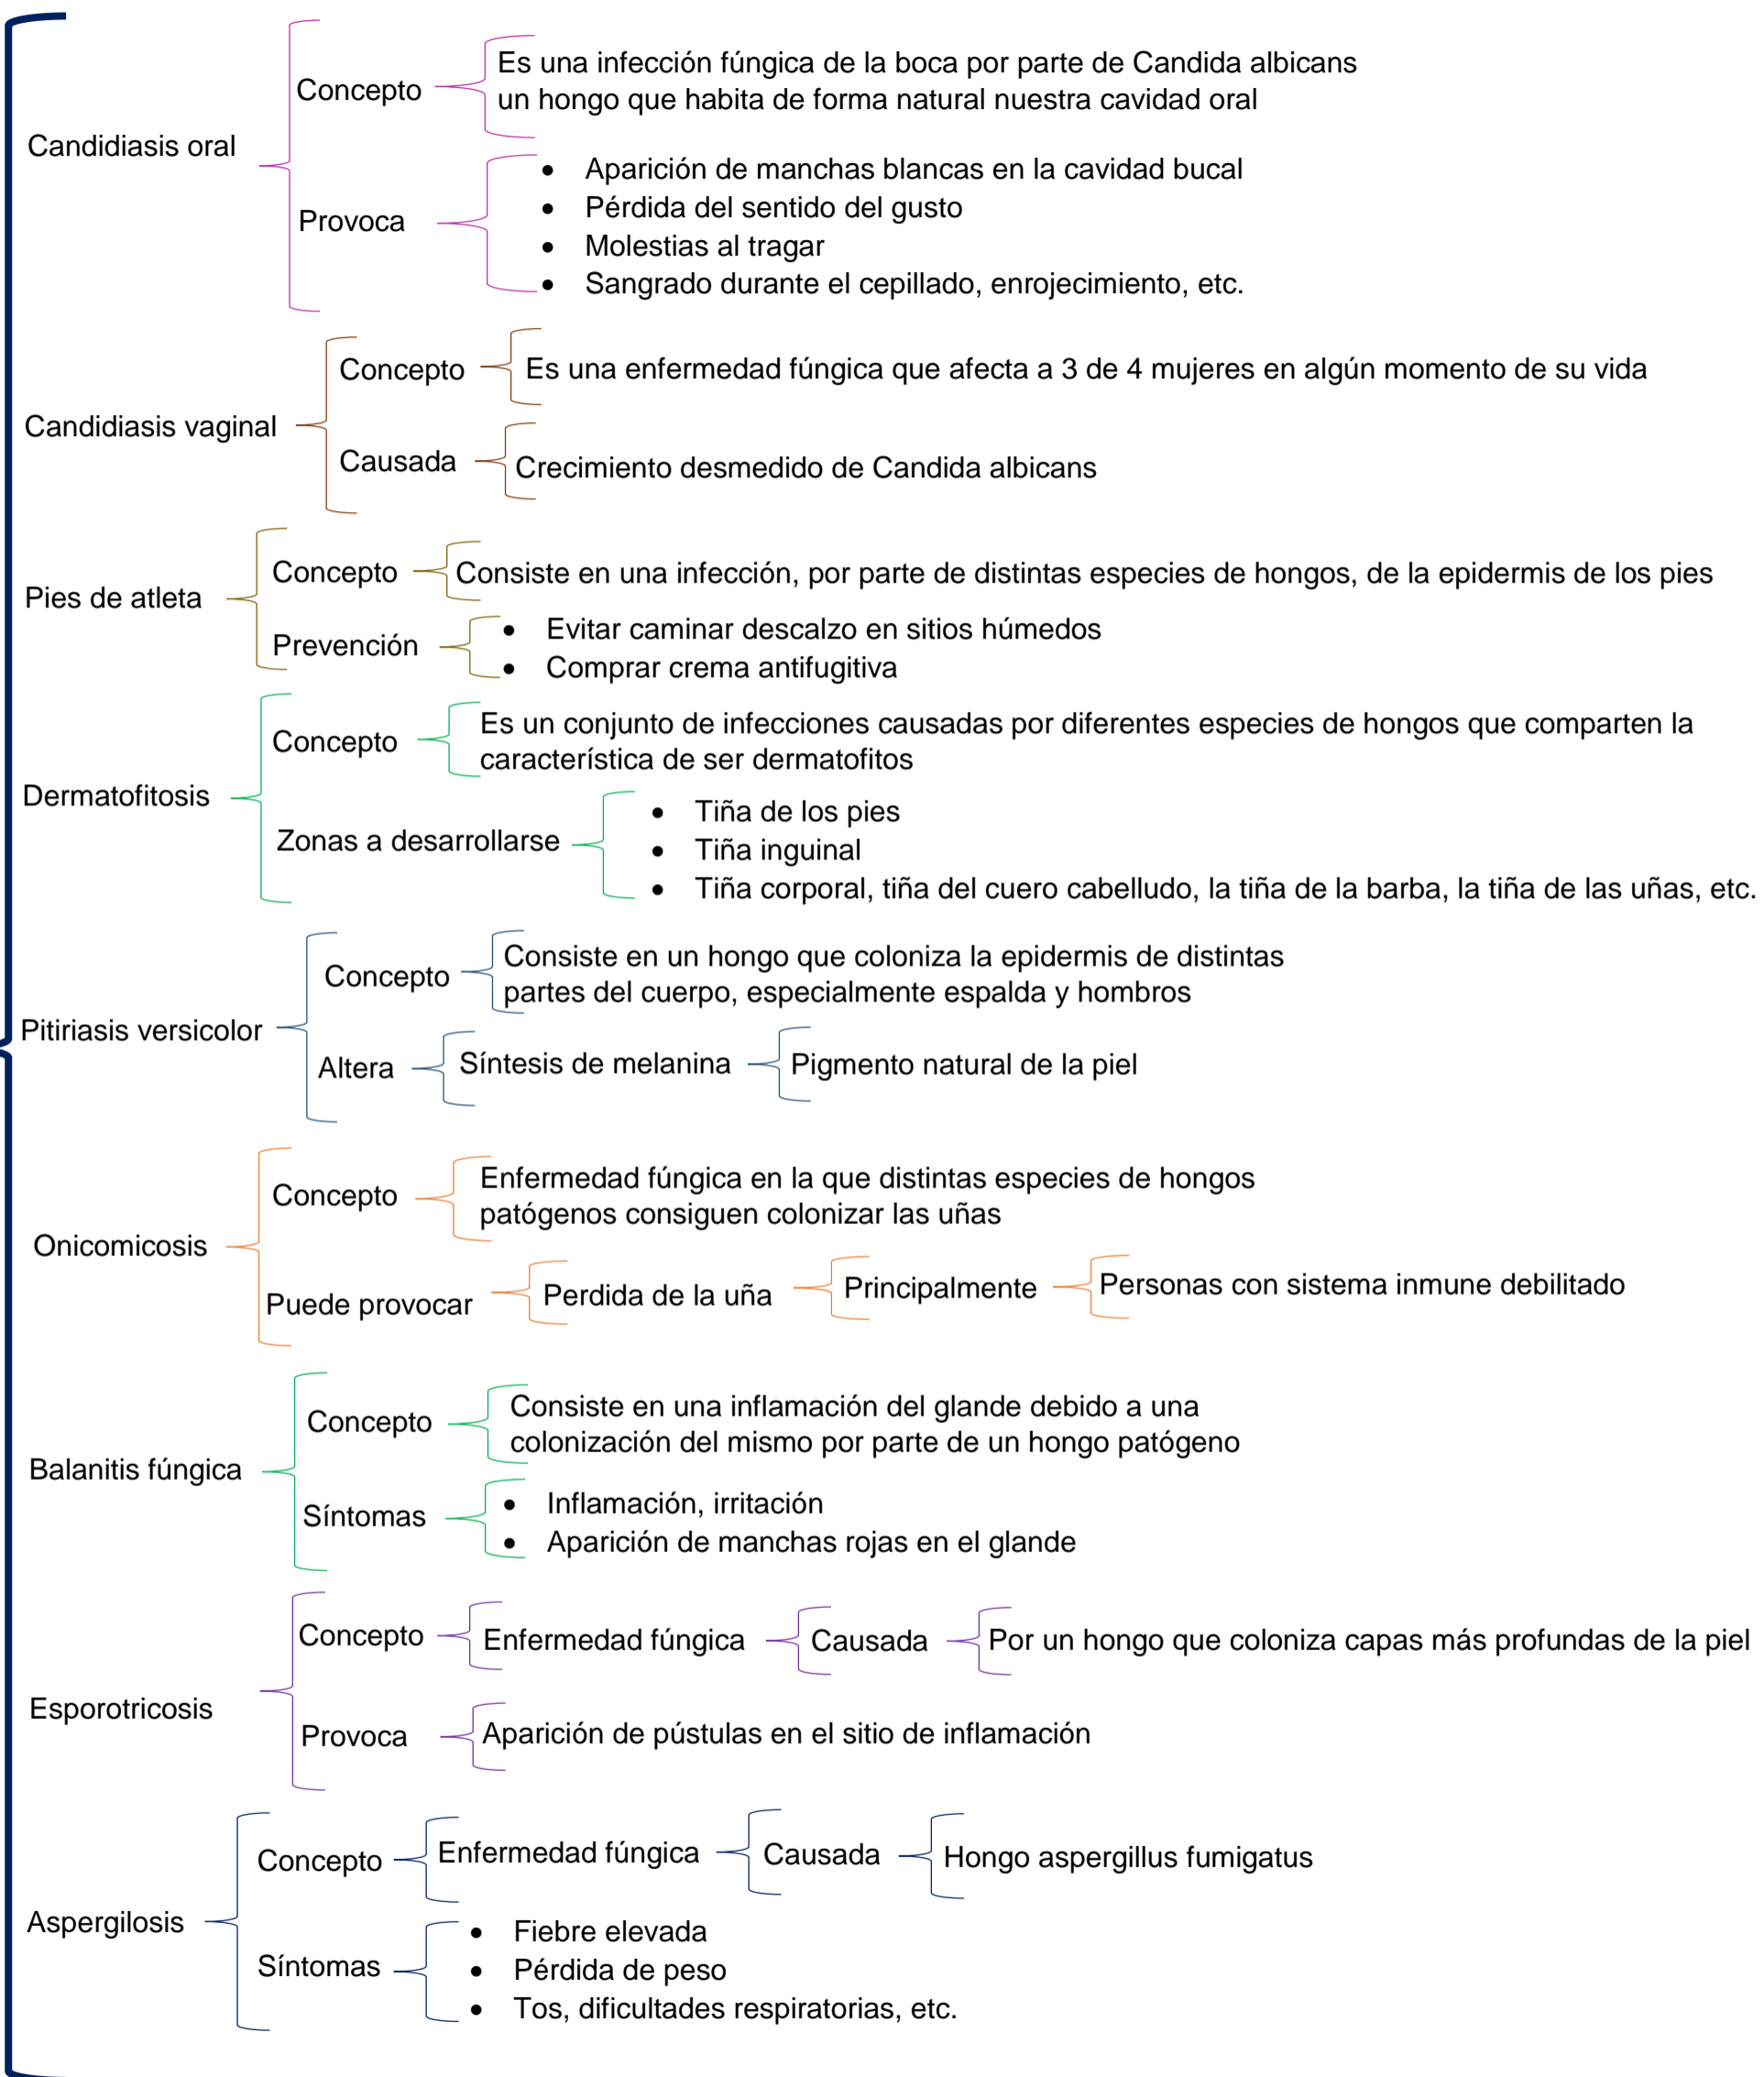 Candidiasis oral
Concepto
Es una infección fúngica de la boca por parte de Candida albicans
un hongo que habita de forma natural nuestra cavidad oral
Provoca
• Aparición de manchas blancas en la cavidad bucal
• Pérdida del sentido del gusto
• Molestias al tragar
• Sangrado durante el cepillado, enrojecimiento, etc.
Candidiasis vaginal
Concepto
Es una enfermedad fúngica que afecta a 3 de 4 mujeres en algún momento de su vida
Causada
Crecimiento desmedido de Candida albicans
Pies de atleta
Concepto
Consiste en una infección, por parte de distintas especies de hongos, de la epidermis de los pies
Prevención
• Evitar caminar descalzo en sitios húmedos
• Comprar crema antifugitiva
Dermatofitosis
Concepto
Es un conjunto de infecciones causadas por diferentes especies de hongos que comparten la
característica de ser dermatofitos
Zonas a desarrollarse
• Tiña de los pies
• Tiña inguinal
• Tiña corporal, tiña del cuero cabelludo, la tiña de la barba, la tiña de las uñas, etc.
Pitiriasis versicolor
Concepto
Consiste en un hongo que coloniza la epidermis de distintas
partes del cuerpo, especialmente espalda y hombros
Altera
Síntesis de melanina
Pigmento natural de la piel
Onicomicosis
Concepto
Enfermedad fúngica en la que distintas especies de hongos
patógenos consiguen colonizar las uñas
Puede provocar
Perdida de la uña
Principalmente
Personas con sistema inmune debilitado
Balanitis fúngica
Concepto
Consiste en una inflamación del glande debido a una
colonización del mismo por parte de un hongo patógeno
Síntomas
• Inflamación, irritación
• Aparición de manchas rojas en el glande
Esporotricosis
Concepto
Enfermedad fúngica
Causada
Por un hongo que coloniza capas más profundas de la piel
Provoca
Aparición de pústulas en el sitio de inflamación
Aspergilosis
Concepto
Enfermedad fúngica
Causada
Hongo aspergillus fumigatus
Síntomas
• Fiebre elevada
• Pérdida de peso
• Tos, dificultades respiratorias, etc.